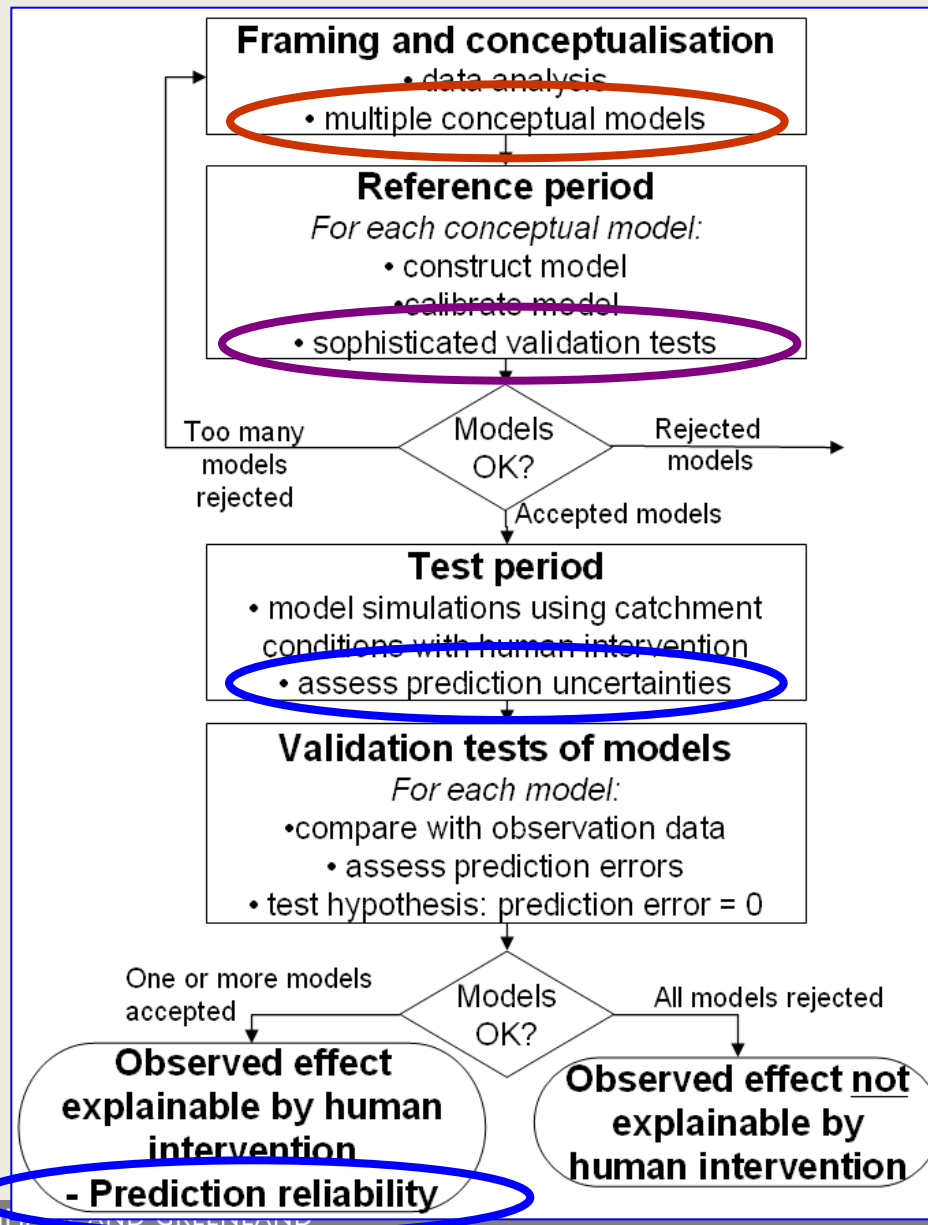 Framing and conceptualisation
• data analysis
• multiple conceptual models
Reference period
For each conceptual model:
• construct model
•calibrate model
• sophisticated validation tests
Models
OK?
Too many
models
rejected
Rejected
models
Accepted models
Test period
• model simulations using catchment
conditions with human intervention
• assess prediction uncertainties
Validation tests of models
For each model:
•compare with observation data
• assess prediction errors
• test hypothesis: prediction error = 0
Models
OK?
One or more models
accepted
All models rejected
Observed effect
explainable by human
intervention
- Prediction reliability
Observed effect not
explainable by
human intervention
AND GREENLAND